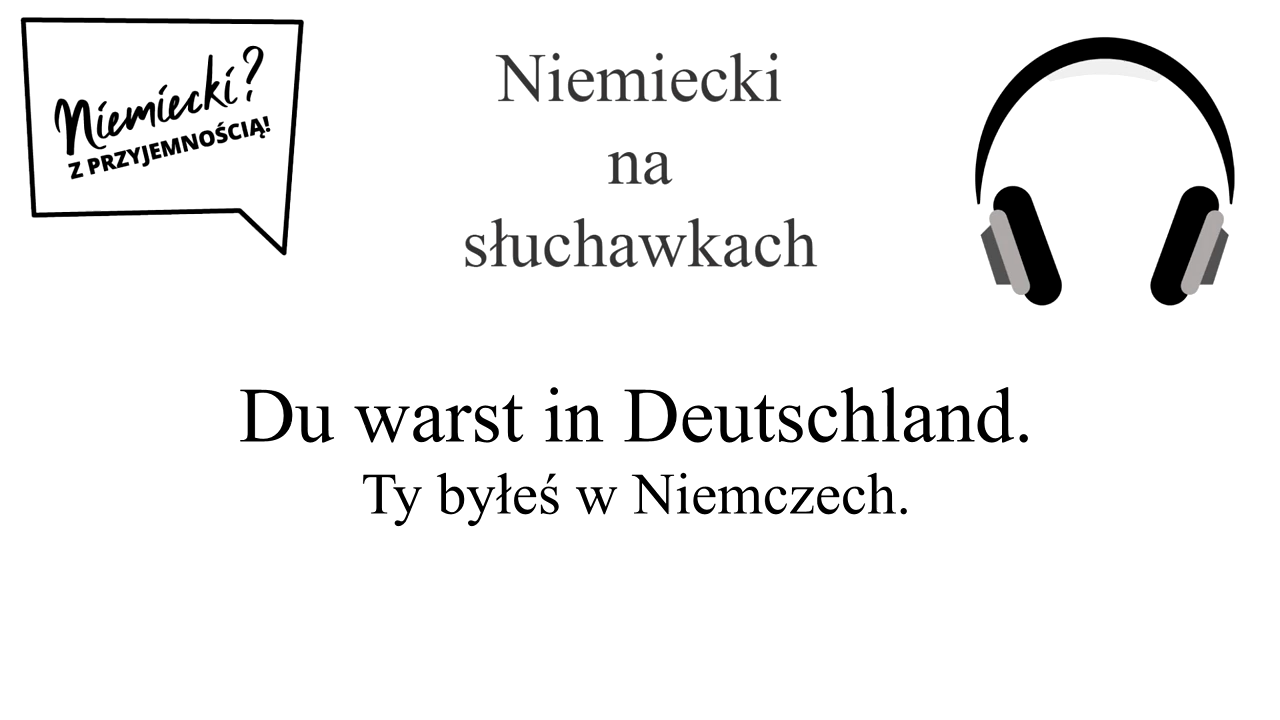 Niemiecki?
Z PRZYJEMNOŚCIĄ!
Niemiecki
na
słuchawkach
Du warst in Deutschland.
Ty byłeś w Niemczech.